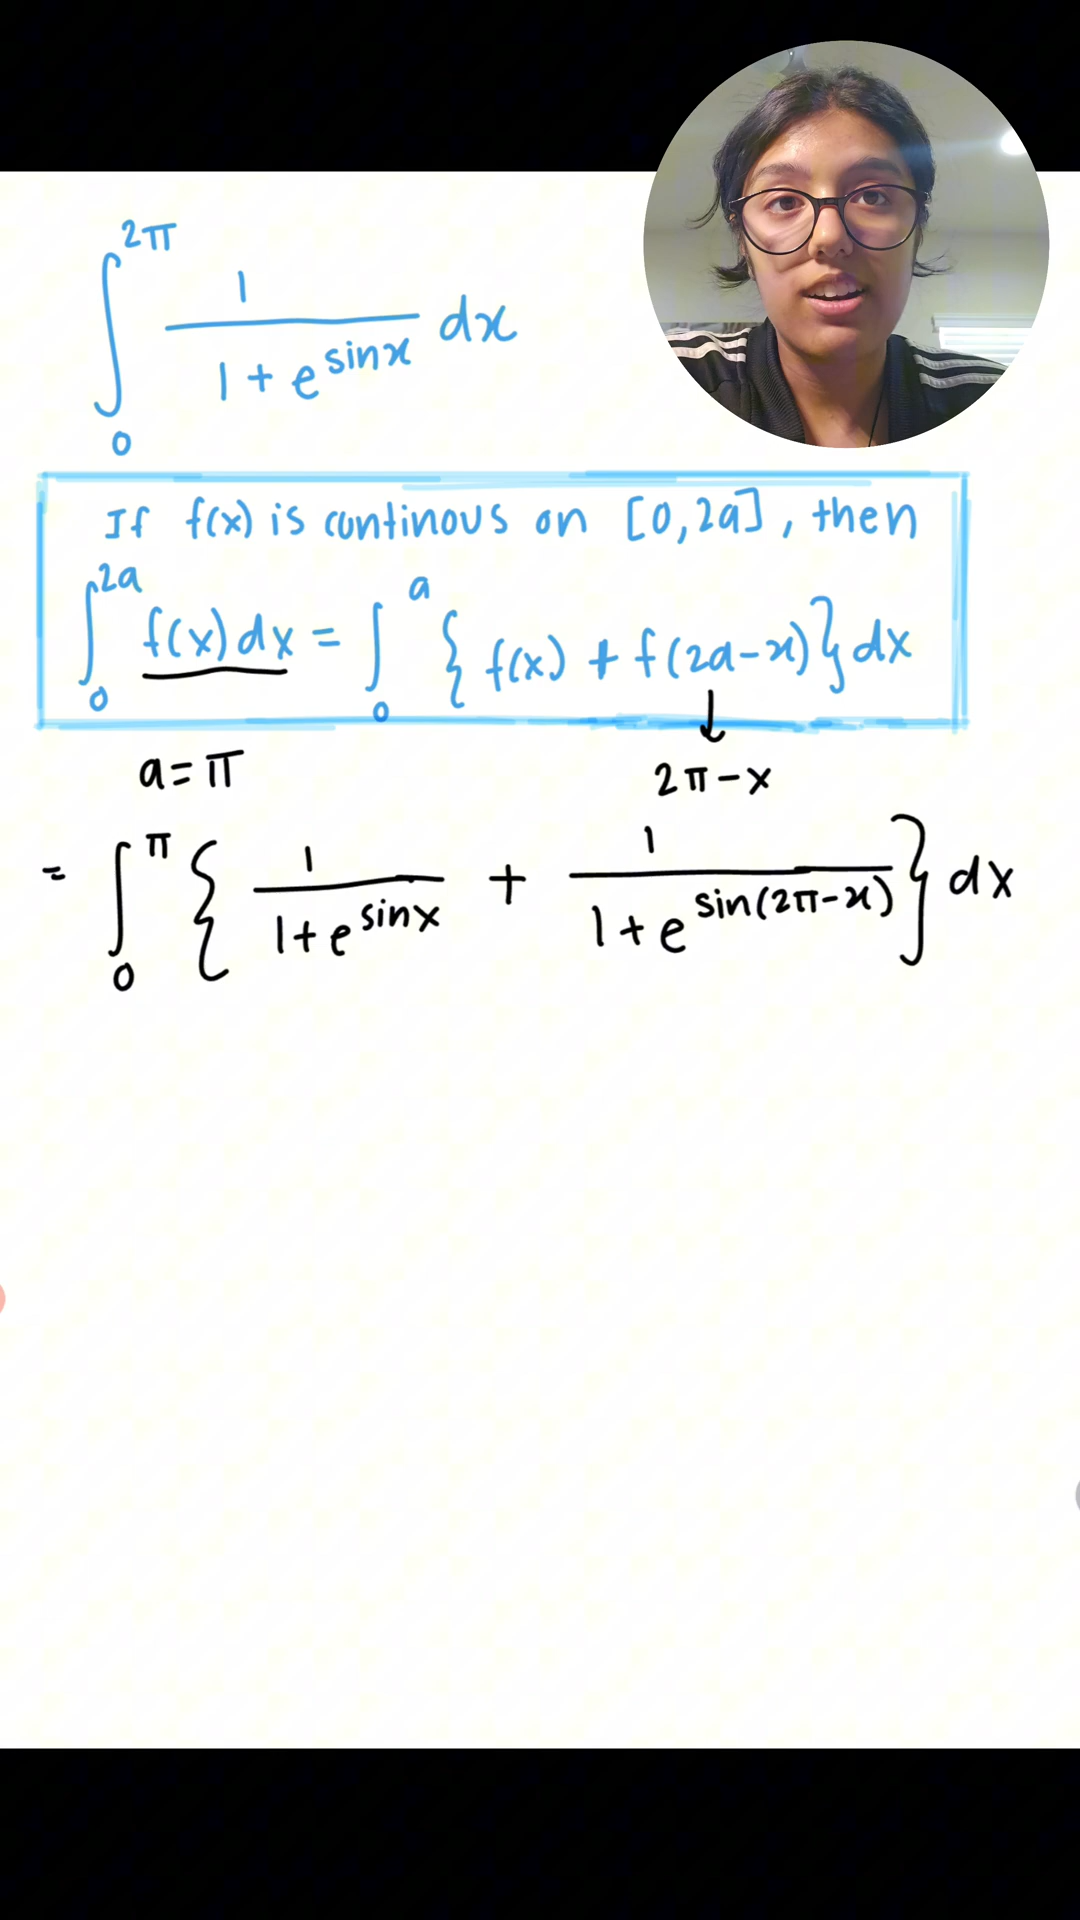 ∫₀^{2π} 1/(1+e^{sinx}) dx
If f(x) is continous on [0,2a], then
∫₀^{2a} f(x)dx = ∫₀^{a} { f(x) + f(2a-x)}dx
a=π ↓ 2π-x
= ∫₀^{π} { 1/(1+e^{sinx}) + 1/(1+e^{sin(2π-x)}) } dx